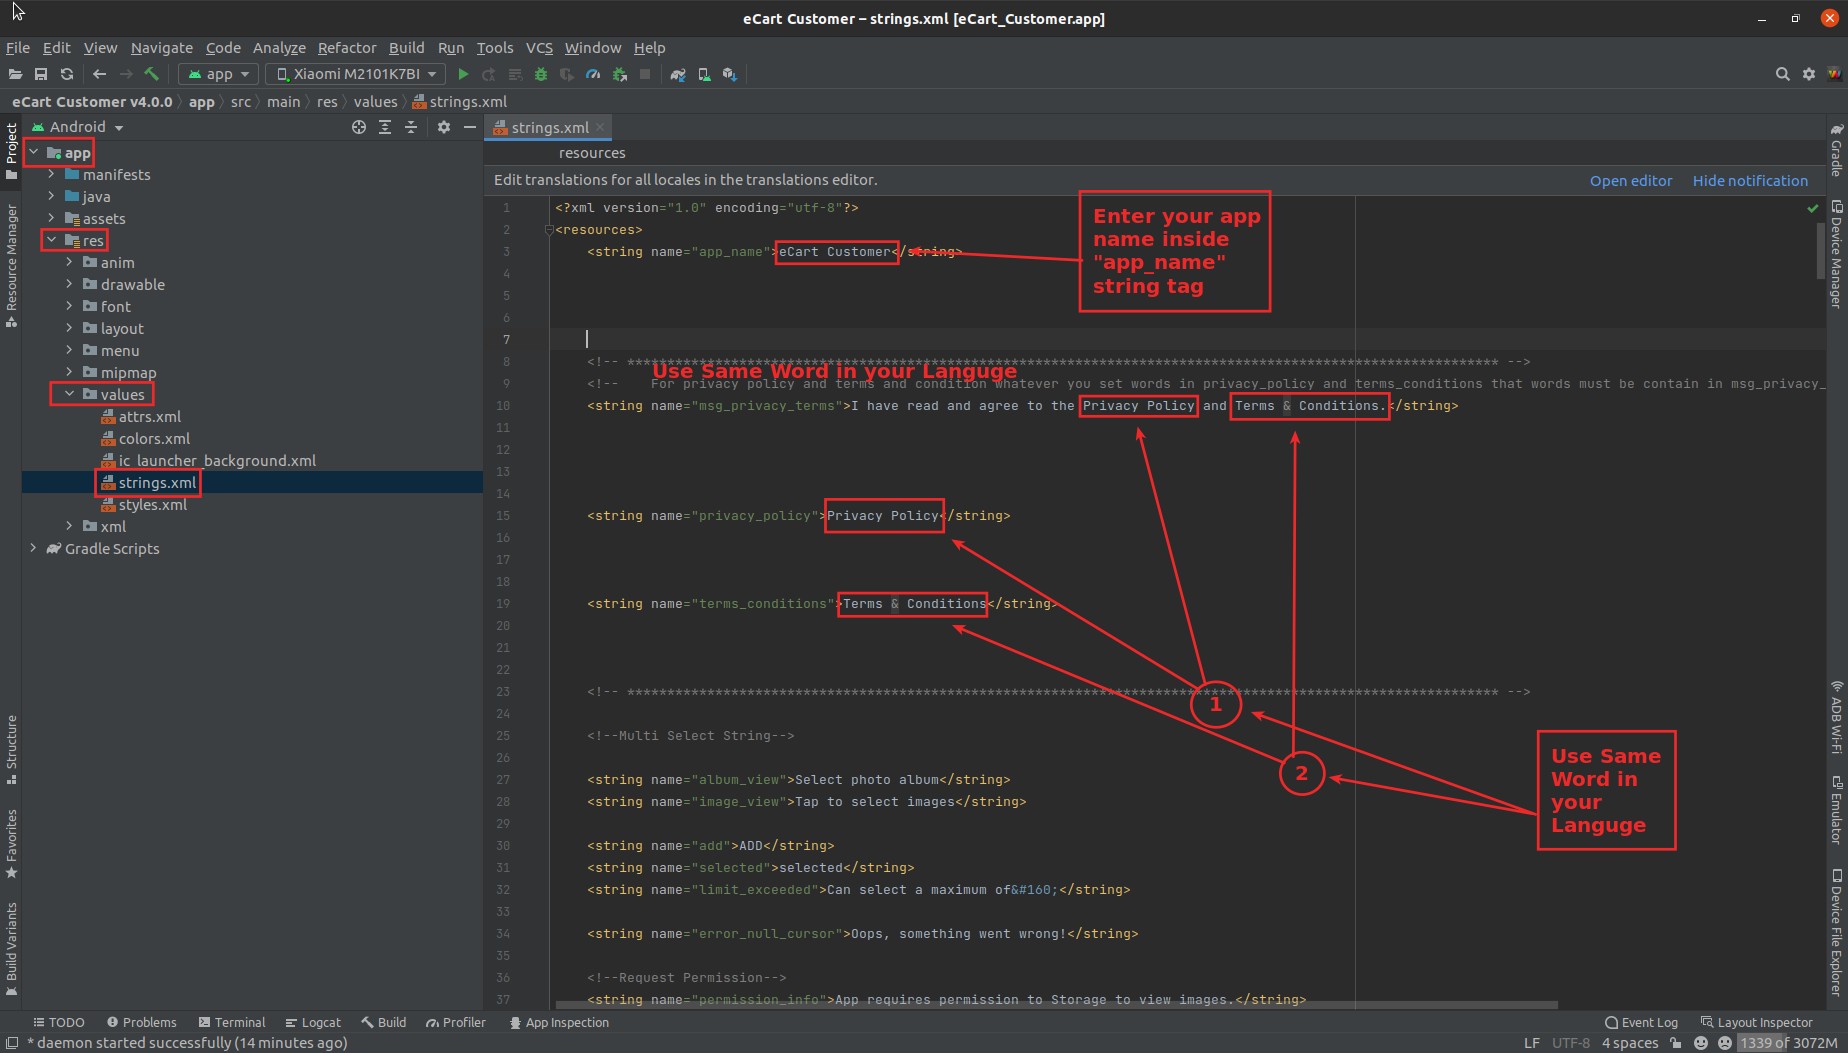 eCart Customer – strings.xml [eCart_Customer.app]
File Edit View Navigate Code Analyze Refactor Build Run Tools VCS Window Help
app Xiaomi M2101K7BI
eCart Customer v4.0.0 app src main res values strings.xml
Android
strings.xml
app
manifests
java
assets
res
anim
drawable
font
layout
menu
mipmap
values
attrs.xml
colors.xml
ic_launcher_background.xml
strings.xml
styles.xml
xml
Gradle Scripts
Project
Resource Manager
Structure
Favorites
Build Variants
resources
Edit translations for all locales in the translations editor.
Open editor Hide notification
1 <?xml version="1.0" encoding="utf-8"?>
2 <resources>
3 <string name="app_name">eCart Customer</string>
4
5
6
7
8 <!-- ************************************************************************************************************* -->
9 <!-- For privacy policy and terms and condition whatever you set words in privacy_policy and terms_conditions that words must be contain in msg_privacy_
10 <string name="msg_privacy_terms">I have read and agree to the Privacy Policy and Terms & Conditions.</string>
11
12
13
14
15 <string name="privacy_policy">Privacy Policy</string>
16
17
18
19 <string name="terms_conditions">Terms & Conditions</string>
20
21
22
23 <!-- ************************************************************************************************************* -->
24
25 <!--Multi Select String-->
26
27 <string name="album_view">Select photo album</string>
28 <string name="image_view">Tap to select images</string>
29
30 <string name="add">ADD</string>
31 <string name="selected">selected</string>
32 <string name="limit_exceeded">Can select a maximum of&#160;</string>
33
34 <string name="error_null_cursor">Oops, something went wrong!</string>
35
36 <!--Request Permission-->
37 <string name="permission_info">App requires permission to Storage to view images.</string>
Enter your app
name inside
"app_name"
string tag
Use Same Word in your Languge
1
2
Use Same
Word in
your
Languge
Gradle
Device Manager
ADB Wi-Fi
Emulator
Device File Explorer
TODO Problems Terminal Logcat Build Profiler App Inspection Event Log Layout Inspector
* daemon started successfully (14 minutes ago) LF UTF-8 4 spaces 1339 of 3072M